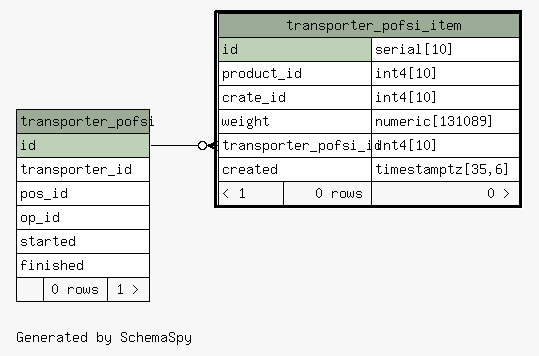 transporter_pofsi_item
id serial[10]
product_id int4[10]
crate_id int4[10]
weight numeric[131089]
transporter_pofsi_id int4[10]
created timestamptz[35,6]
< 1 0 rows 0 >
transporter_pofsi
id
transporter_id
pos_id
op_id
started
finished
0 rows 1 >
Generated by SchemaSpy